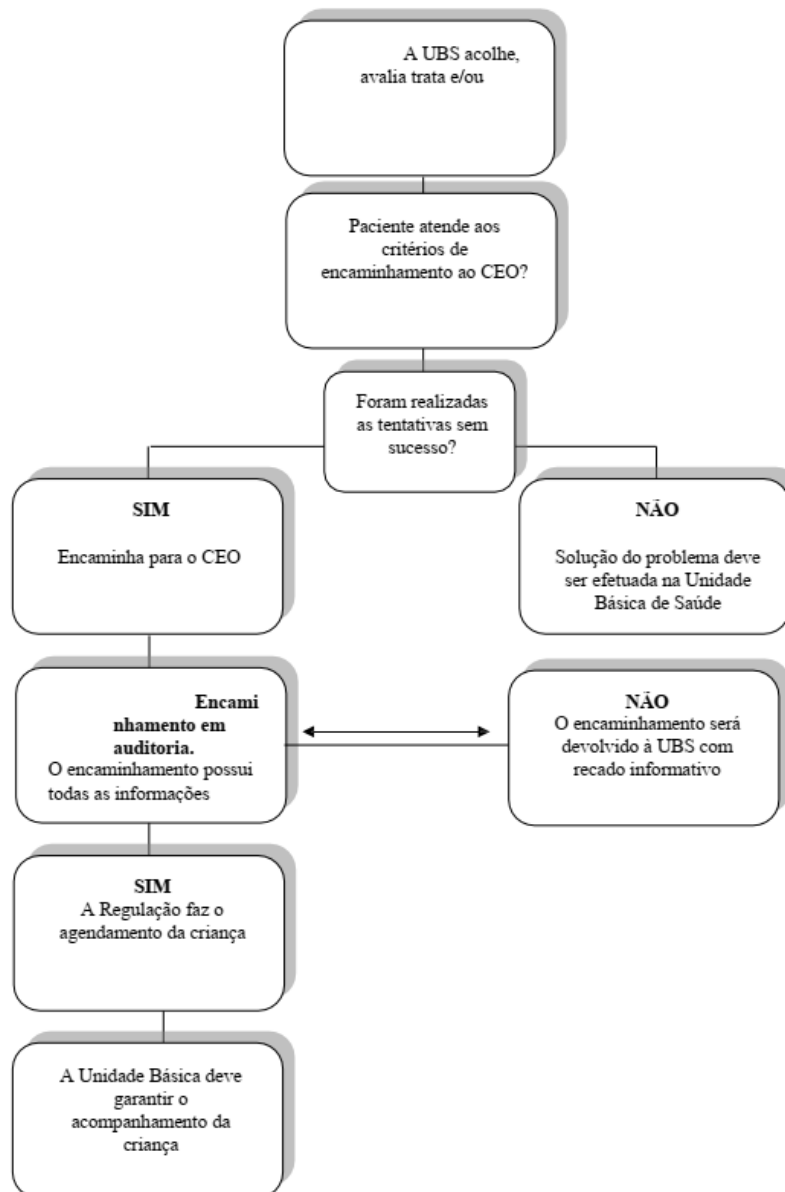 A UBS acolhe,
avalia trata e/ou
Paciente atende aos
critérios de
encaminhamento ao CEO?
Foram realizadas
as tentativas sem
sucesso?
SIM
Encaminha para o CEO
NÃO
Solução do problema deve
ser efetuada na Unidade
Básica de Saúde
Encami
nhamento em
auditoria.
O encaminhamento possui
todas as informações
NÃO
O encaminhamento será
devolvido à UBS com
recado informativo
SIM
A Regulação faz o
agendamento da criança
A Unidade Básica deve
garantir o
acompanhamento da
criança